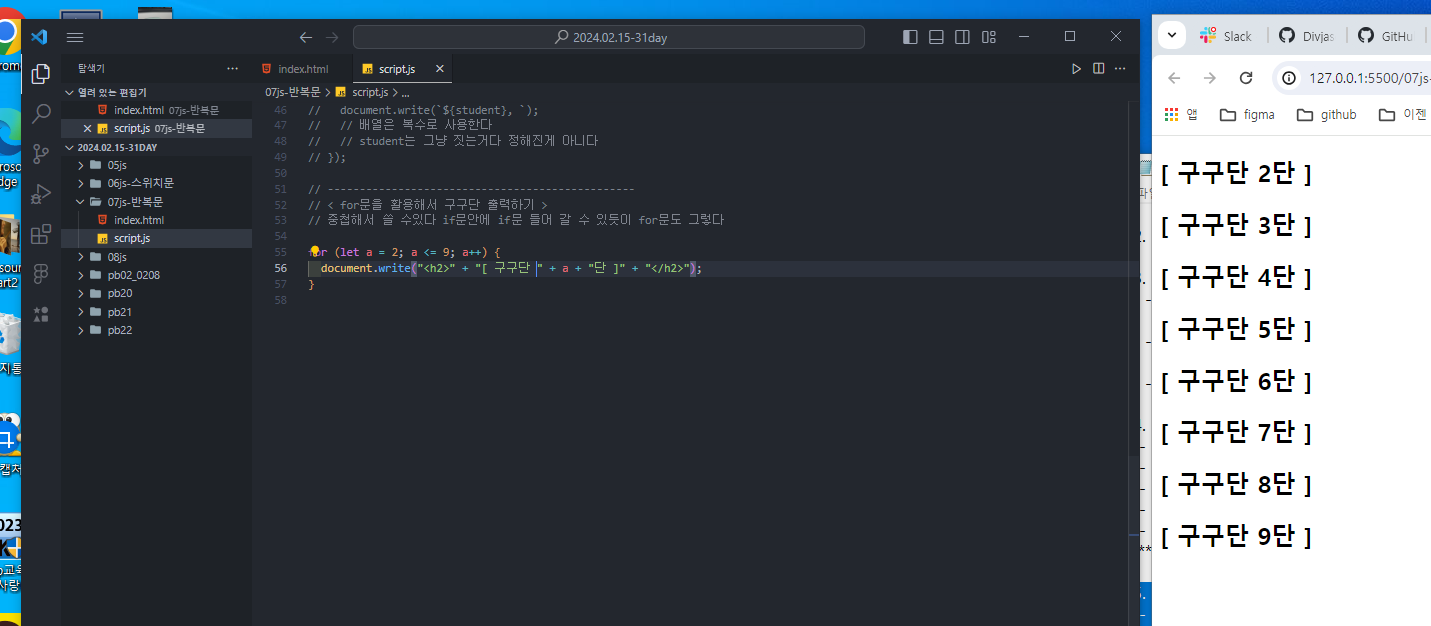 2024.02.15-31day
탐색기
열려 있는 편집기
index.html 07js-반복문
script.js 07js-반복문
2024.02.15-31DAY
05js
06js-스위치문
07js-반복문
index.html
script.js
08js
pb02_0208
pb20
pb21
pb22
index.html
script.js
07js-반복문 > script.js > ...
46 //   document.write(`${student}, `);
47 //   // 배열은 복수로 사용한다
48 //   // student는 그냥 짓는거다 정해진게 아니다
49 // });
50
51 // --------------------------------------------
52 // < for문을 활용해서 구구단 출력하기 >
53 // 중첩해서 쓸 수있다 if문안에 if문 들어 갈 수 있듯이 for문도 그렇다
54
55 for (let a = 2; a <= 9; a++) {
56   document.write("<h2>" + "[ 구구단 " + a + "단 ]" + "</h2>");
57 }
58
Slack
Divjas
GitHu
127.0.0.1:5500/07js-
앱
figma
github
이젠
[ 구구단 2단 ]
[ 구구단 3단 ]
[ 구구단 4단 ]
[ 구구단 5단 ]
[ 구구단 6단 ]
[ 구구단 7단 ]
[ 구구단 8단 ]
[ 구구단 9단 ]